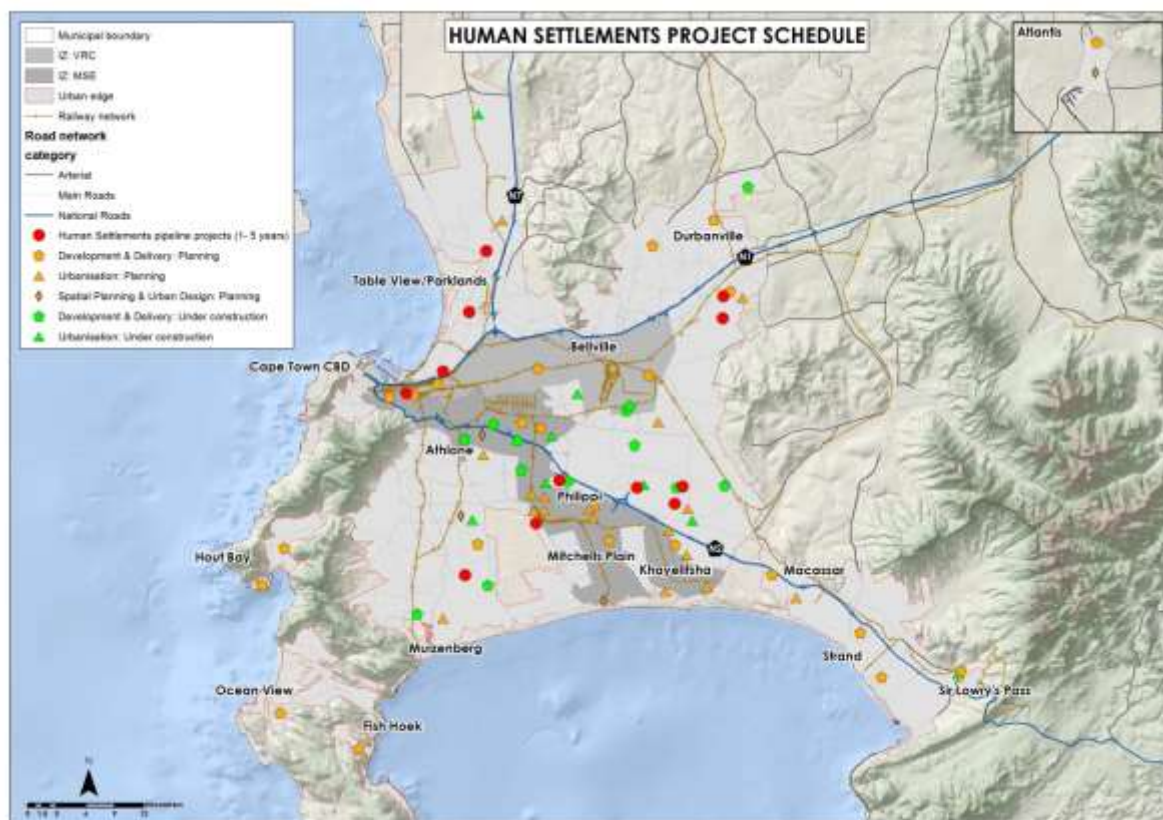 HUMAN SETTLEMENTS PROJECT SCHEDULE
Municipal boundary
IZ: VRC
IZ: MSE
Urban edge
Railway network
Road network
category
Arterial
Main Roads
National Roads
Human Settlements pipeline projects (1- 5 years)
Development & Delivery: Planning
Urbanisation: Planning
Spatial Planning & Urban Design: Planning
Development & Delivery: Under construction
Urbanisation: Under construction
Atlantis
N7
Durbanville
N1
Table View/Parklands
Bellville
Cape Town CBD
Athlone
Philippi
N2
Hout Bay
Mitchells Plain
Khayelitsha
Macassar
Muizenberg
Strand
Ocean View
Sir Lowry's Pass
Fish Hoek
N